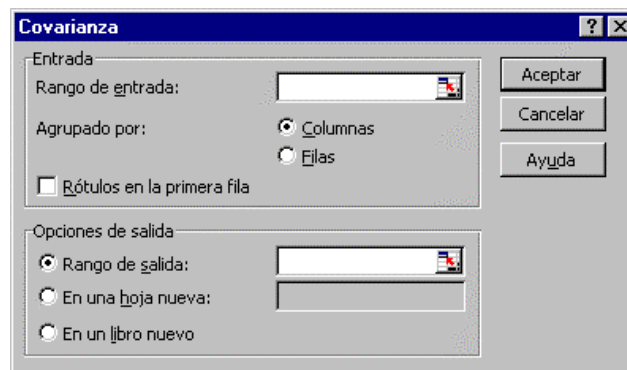 Covarianza
Entrada
Rango de entrada:
Agrupado por:
Columnas
Filas
Rótulos en la primera fila
Opciones de salida
Rango de salida:
En una hoja nueva:
En un libro nuevo
Aceptar
Cancelar
Ayuda